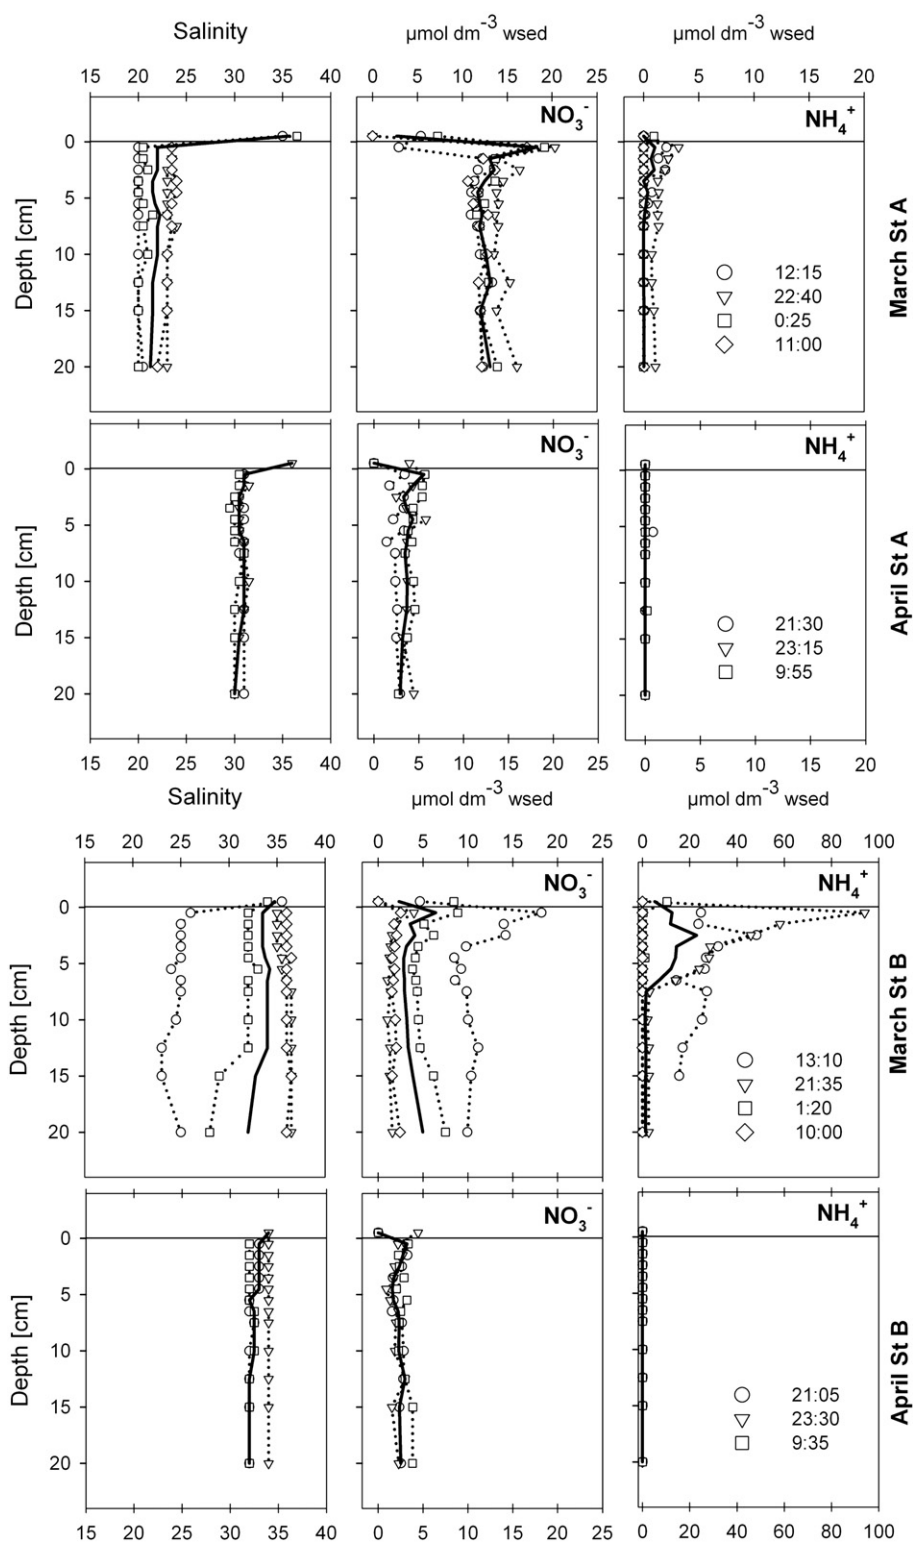 Salinity
µmol dm⁻³ wsed
µmol dm⁻³ wsed
15 20 25 30 35 40
0 5 10 15 20 25
0 5 10 15 20
NO₃⁻
NH₄⁺
0
5
10
15
20
Depth [cm]
12:15
22:40
0:25
11:00
March St A
NO₃⁻
NH₄⁺
0
5
10
15
20
Depth [cm]
21:30
23:15
9:55
April St A
15 20 25 30 35 40
0 5 10 15 20 25
0 5 10 15 20
Salinity
µmol dm⁻³ wsed
µmol dm⁻³ wsed
15 20 25 30 35 40
0 5 10 15 20 25
0 20 40 60 80 100
NO₃⁻
NH₄⁺
0
5
10
15
20
Depth [cm]
13:10
21:35
1:20
10:00
March St B
NO₃⁻
NH₄⁺
0
5
10
15
20
Depth [cm]
21:05
23:30
9:35
April St B
15 20 25 30 35 40
0 5 10 15 20 25
0 20 40 60 80 100